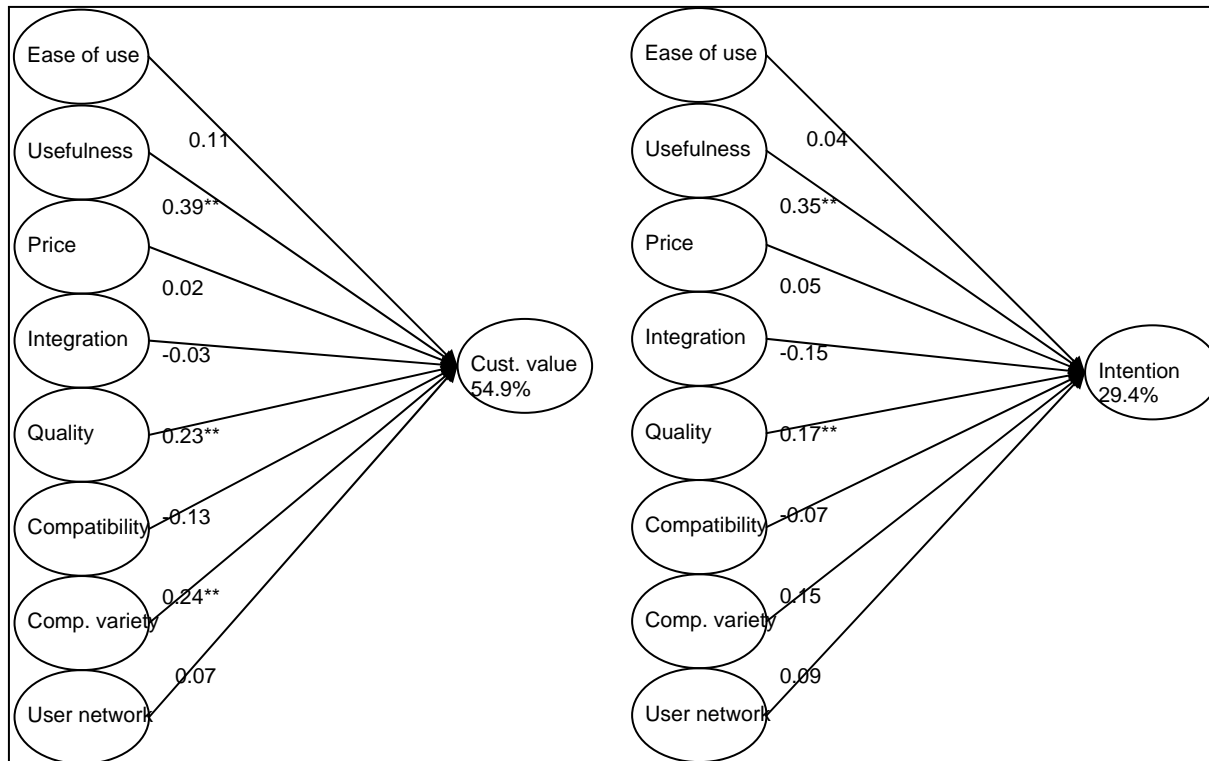 Ease of use
0.11
Usefulness
0.39**
Price
0.02
Integration
-0.03
Quality
0.23**
Compatibility
-0.13
Comp. variety
0.24**
User network
0.07
Cust. value
54.9%
Ease of use
0.04
Usefulness
0.35**
Price
0.05
Integration
-0.15
Quality
0.17**
Compatibility
-0.07
Comp. variety
0.15
User network
0.09
Intention
29.4%